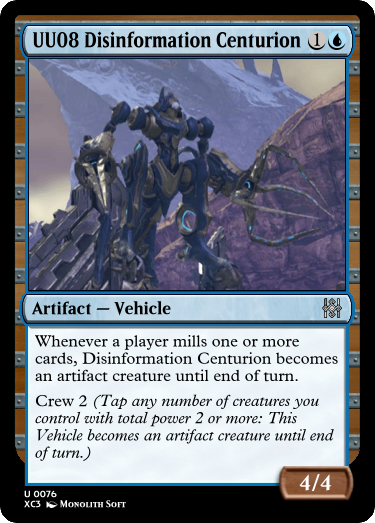 UU08 Disinformation Centurion 1
Artifact — Vehicle
Whenever a player mills one or more
cards, Disinformation Centurion becomes
an artifact creature until end of turn.
Crew 2 (Tap any number of creatures you
control with total power 2 or more: This
Vehicle becomes an artifact creature until end
of turn.)
4/4
U 0076
XC3 Monolith Soft